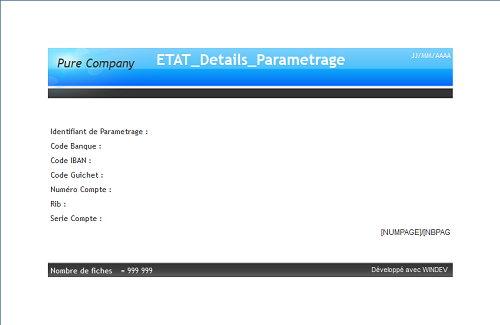 Pure Company
ETAT_Details_Parametrage
JJ/MM/AAAA
Identifiant de Parametrage :
Code Banque :
Code IBAN :
Code Guichet :
Numéro Compte :
Rib :
Serie Compte :
[NUMPAGE]/[NBPAG
Nombre de fiches = 999 999
Développé avec WINDEV